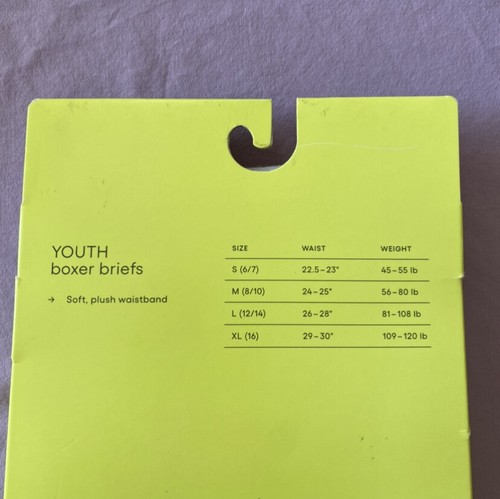 YOUTH
boxer briefs
→ Soft, plush waistband
SIZE WAIST WEIGHT
S (6/7) 22.5–23" 45–55 lb
M (8/10) 24–25" 56–80 lb
L (12/14) 26–28" 81–108 lb
XL (16) 29–30" 109–120 lb